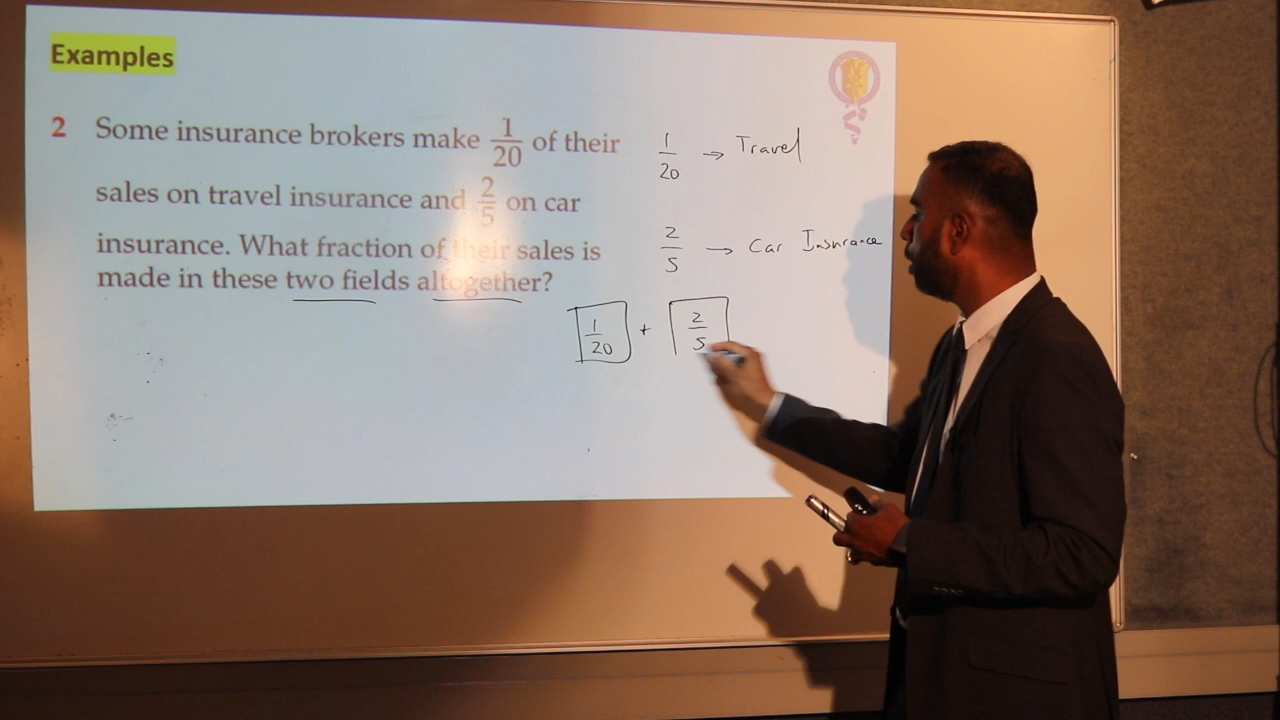 Examples
2 Some insurance brokers make 1/20 of their
sales on travel insurance and 2/5 on car
insurance. What fraction of their sales is
made in these two fields altogether?
1/20 → Travel
2/5 → Car Insurance
1/20 + 2/5